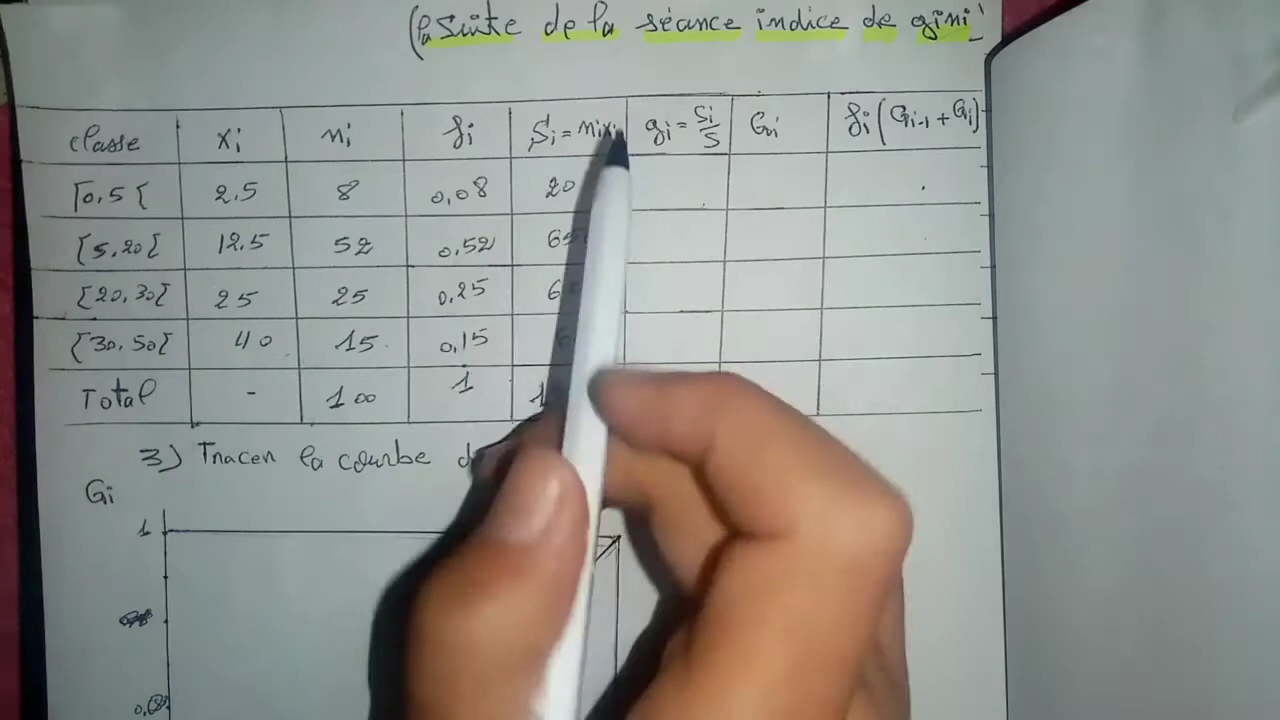 (la suite de la séance indice de gini)
classe xi ni fi Si = nixi gi = Si/S Gi fi (Gi-1 + Gi)
[0,5[ 2.5 8 0,08 20
[5,20[ 12.5 52 0,52
[20,30[ 25 25 0,25
[30,50[ 40 15 0,15
Total - 100 1
3) Tracer la courbe
Gi
1